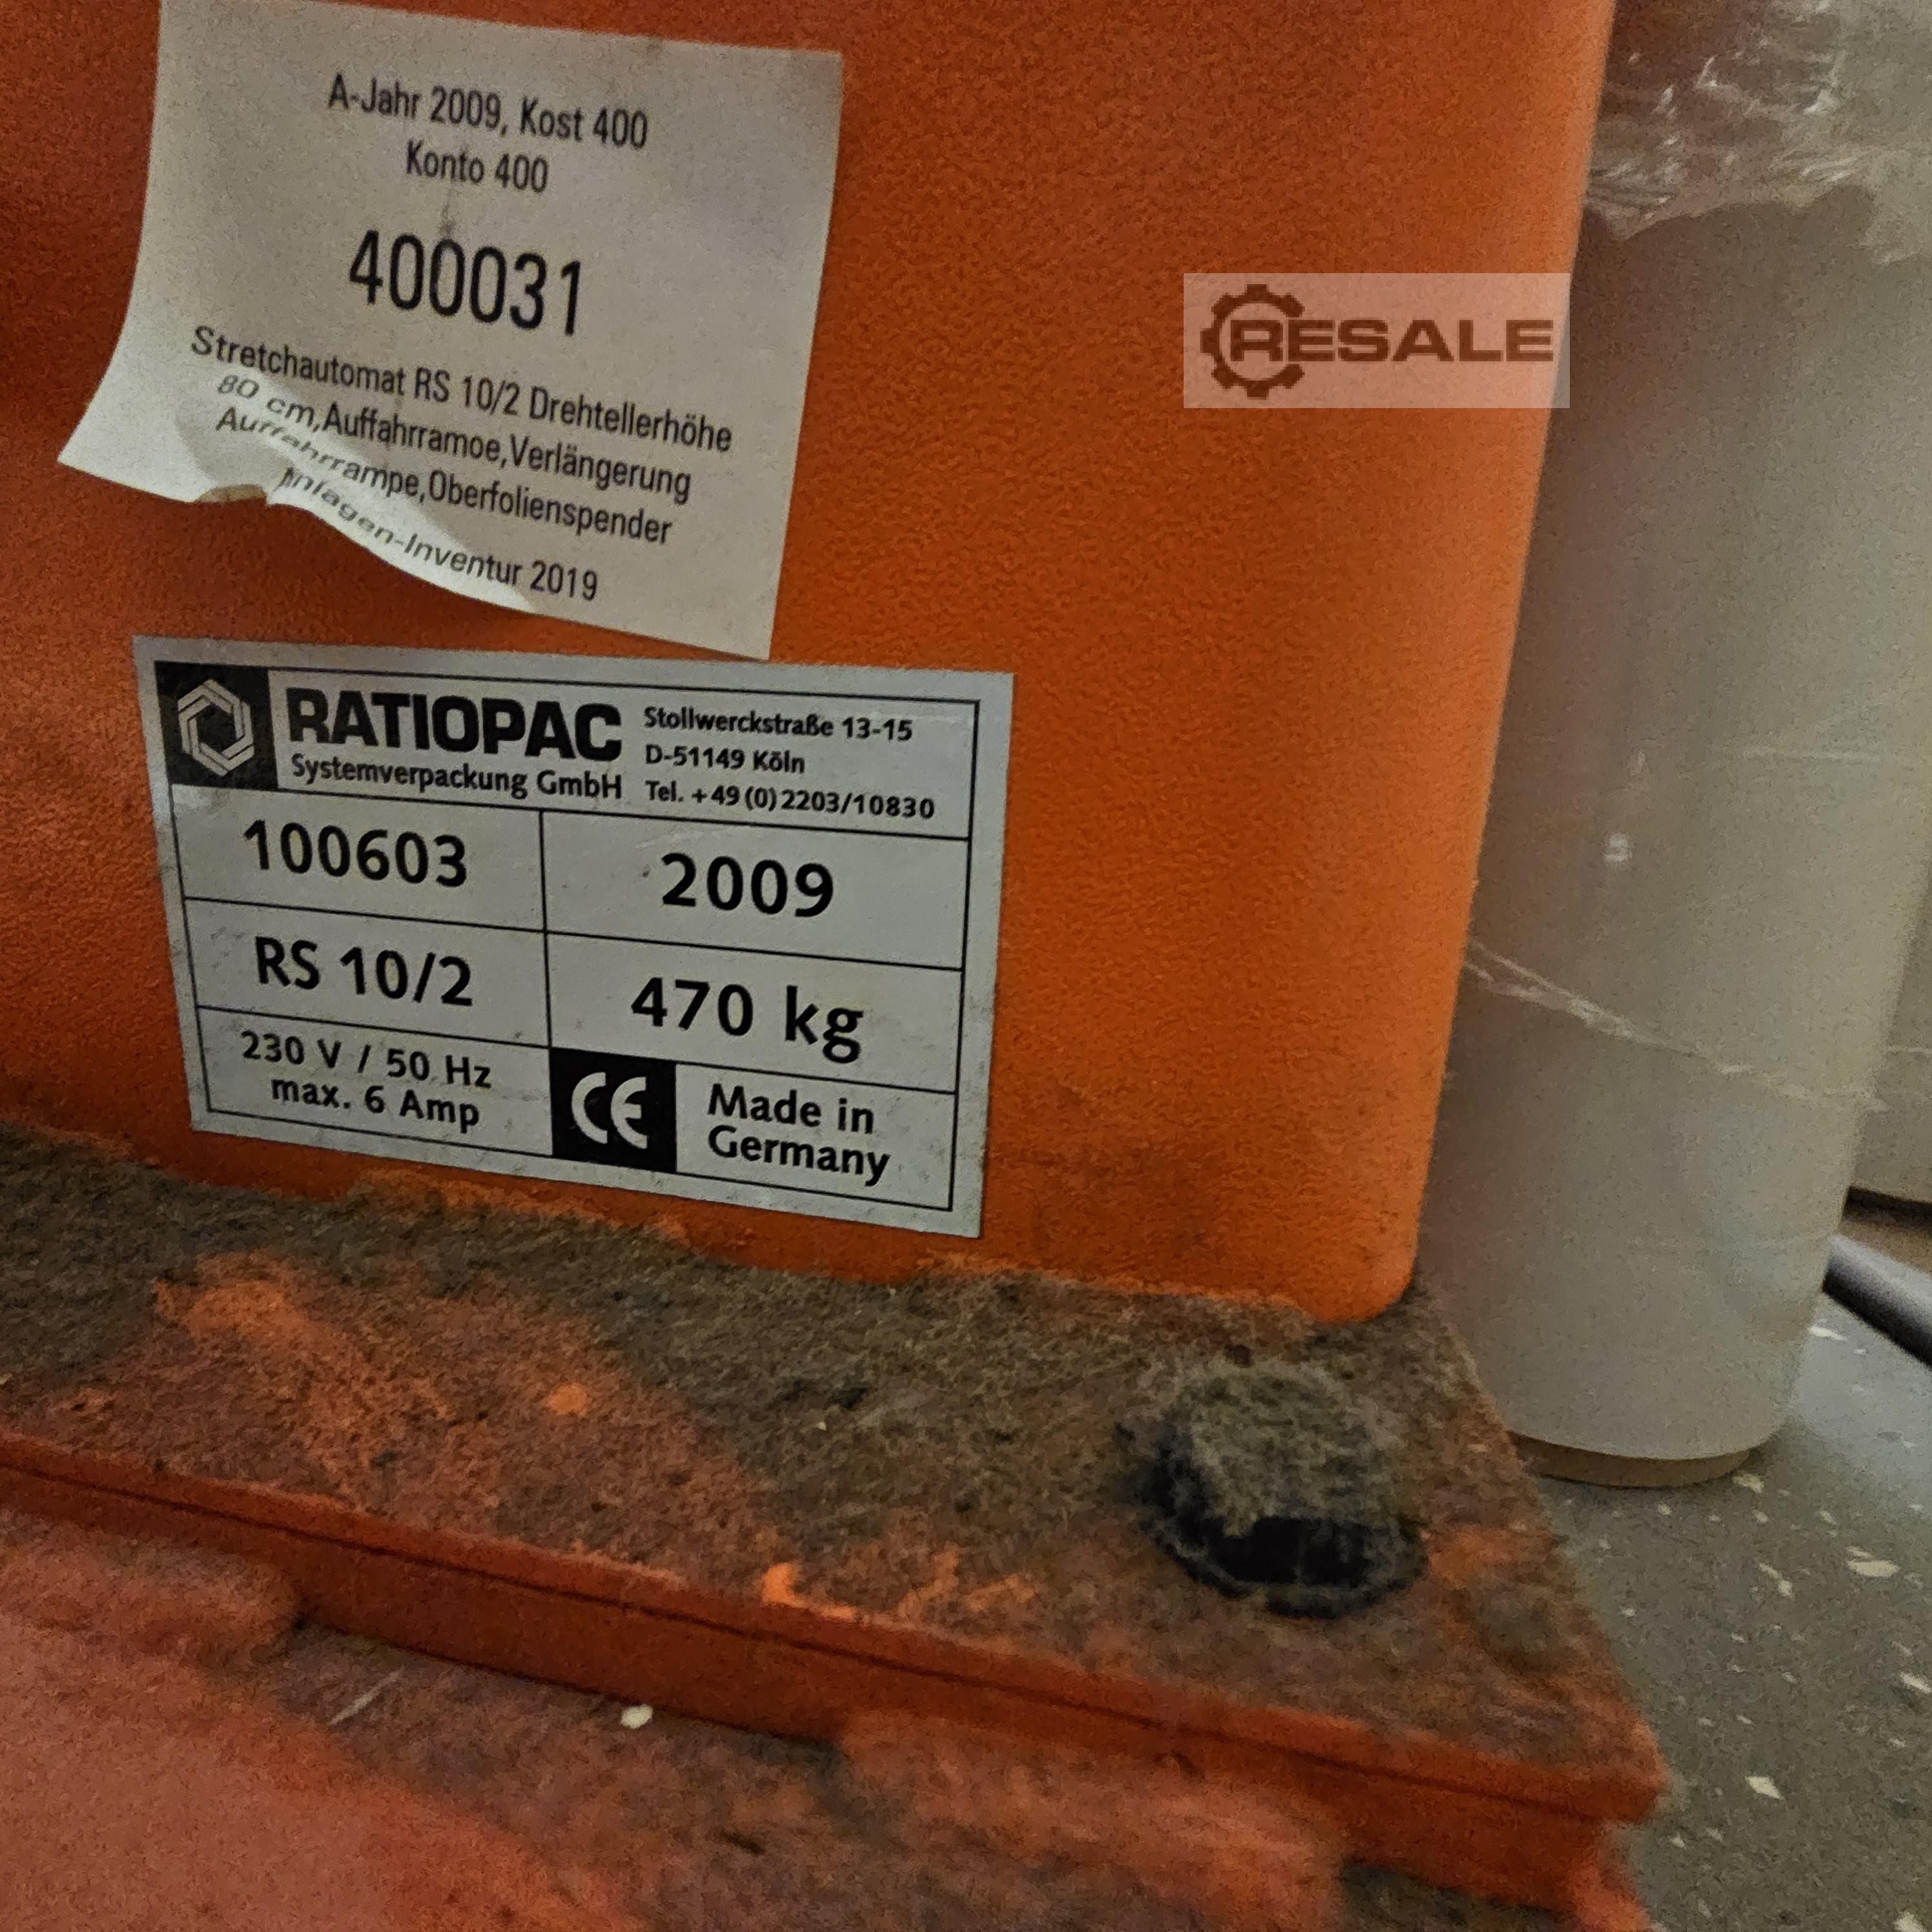 A-Jahr 2009, Kost 400
Konto 400
400031
Stretchautomat RS 10/2 Drehtellerhöhe
80 cm,Auffahrramoe,Verlängerung
Auffahrrampe,Oberfolienspender
Anlagen-Inventur 2019
RESALE
RATIOPAC
Systemverpackung GmbH
Stollwerckstraße 13-15
D-51149 Köln
Tel. +49 (0) 2203/10830
100603
2009
RS 10/2
470 kg
230 V / 50 Hz
max. 6 Amp
CE
Made in
Germany